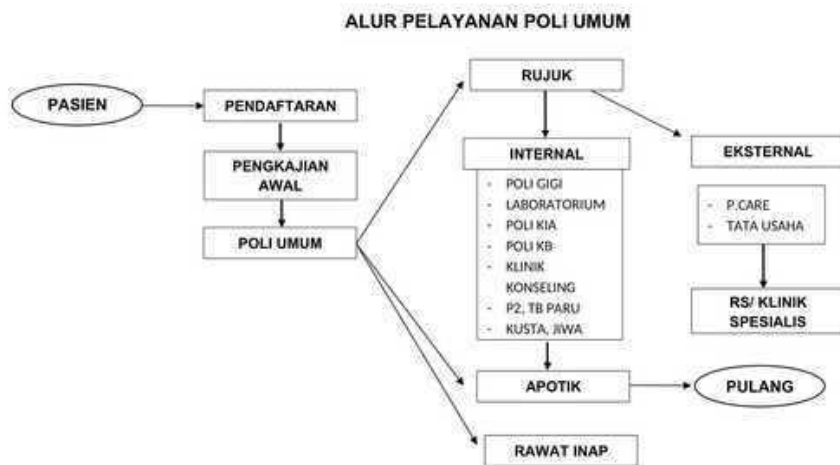 ALUR PELAYANAN POLI UMUM
PASIEN
PENDAFTARAN
PENGKAJIAN
AWAL
POLI UMUM
RUJUK
INTERNAL
- POLI GIGI
- LABORATORIUM
- POLI KIA
- POLI KB
- KLINIK
KONSELING
- P2, TB PARU
- KUSTA, JIWA
EKSTERNAL
- P.CARE
- TATA USAHA
RS/ KLINIK
SPESIALIS
APOTIK
PULANG
RAWAT INAP